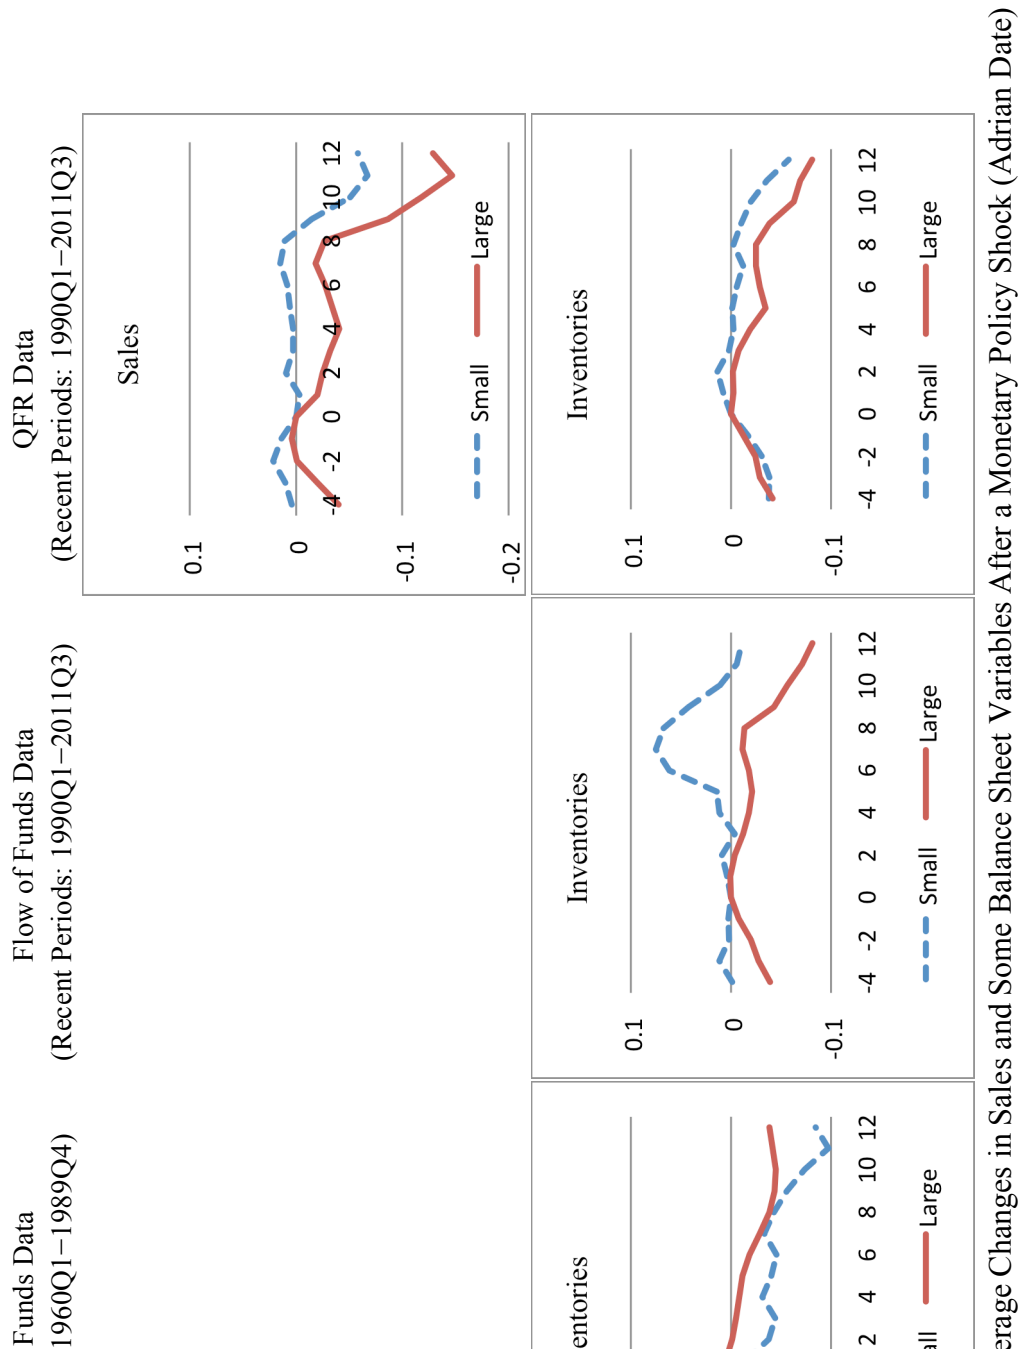 Funds Data
1960Q1−1989Q4)
Flow of Funds Data
(Recent Periods: 1990Q1−2011Q3)
QFR Data
(Recent Periods: 1990Q1−2011Q3)
Sales
0.1
0
-0.1
-0.2
-4 -2 0 2 4 6 8 10 12
Small Large
entories
2 4 6 8 10 12
all Large
Inventories
0.1
0
-0.1
-4 -2 0 2 4 6 8 10 12
Small Large
Inventories
0.1
0
-0.1
-4 -2 0 2 4 6 8 10 12
Small Large
erage Changes in Sales and Some Balance Sheet Variables After a Monetary Policy Shock (Adrian Date)